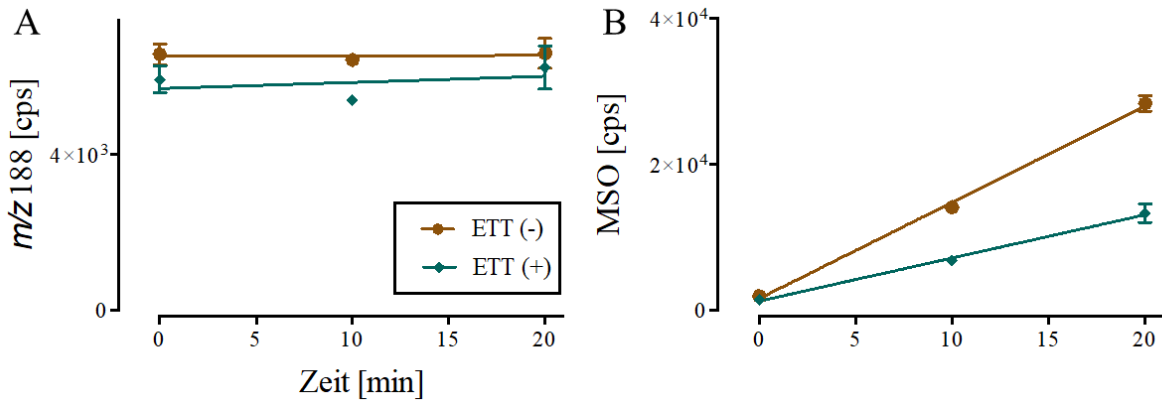 A
m/z 188 [cps]
4×10³
0
ETT (-)
ETT (+)
0 5 10 15 20
Zeit [min]
B
MSO [cps]
4×10⁴
2×10⁴
0
0 5 10 15 20